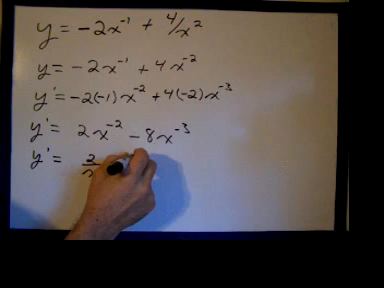 y = -2x⁻¹ + 4/x²
y = -2x⁻¹ + 4x⁻²
y' = -2(-1)x⁻² + 4(-2)x⁻³
y' = 2x⁻² - 8x⁻³
y' = 2/